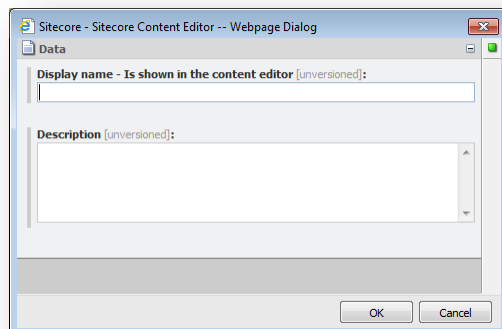 Sitecore - Sitecore Content Editor -- Webpage Dialog
Data
Display name - Is shown in the content editor [unversioned]:
Description [unversioned]:
OK Cancel